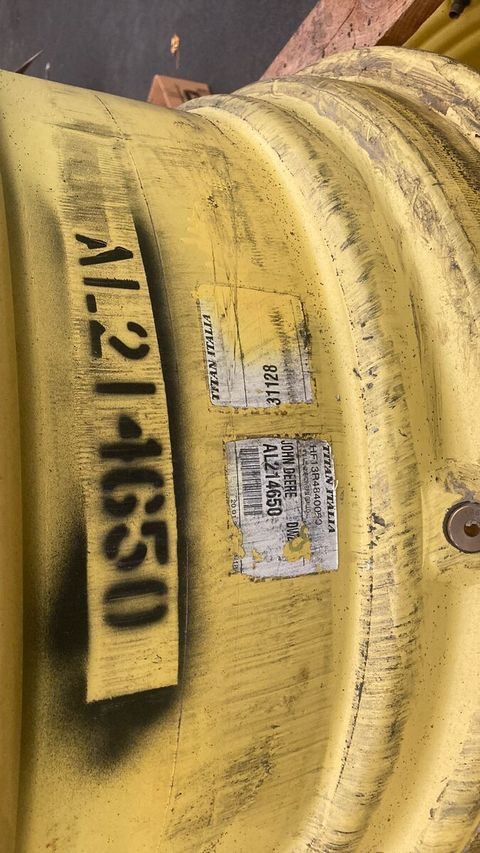 AL214650
TITAN ITALIA
31128
TITAN ITALIA
JOHN DEERE
AL214650